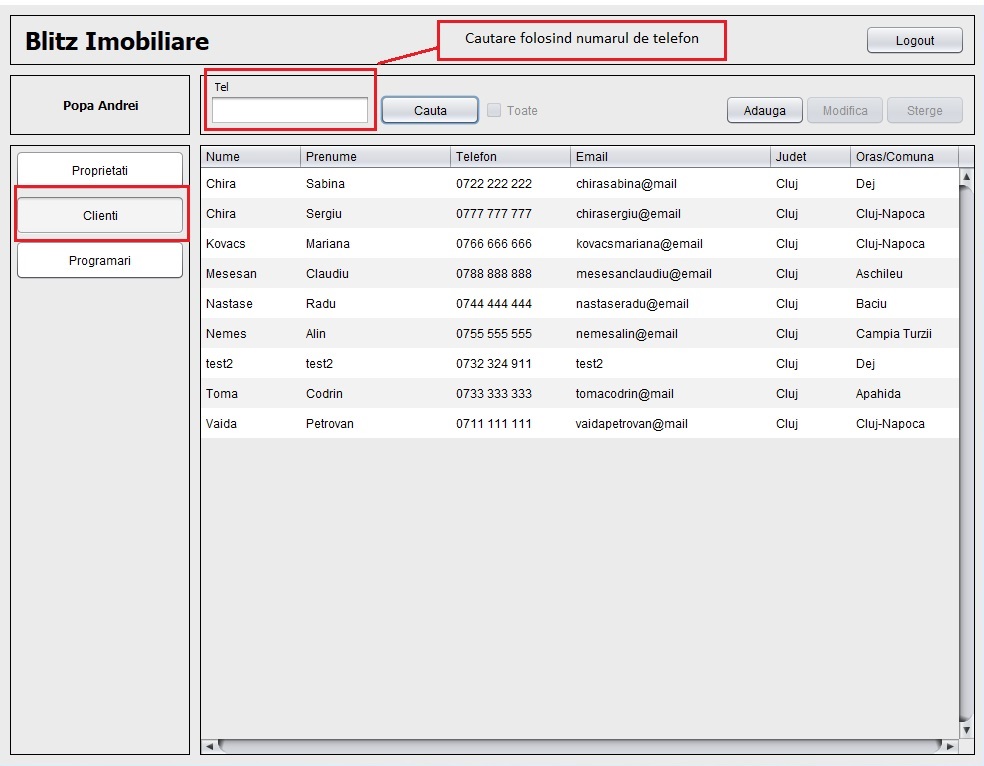 Blitz Imobiliare
Cautare folosind numarul de telefon
Logout
Popa Andrei
Tel
Cauta
Toate
Adauga
Modifica
Sterge
Proprietati
Clienti
Programari
Nume Prenume Telefon Email Judet Oras/Comuna
Chira Sabina 0722 222 222 chirasabina@mail Cluj Dej
Chira Sergiu 0777 777 777 chirasergiu@email Cluj Cluj-Napoca
Kovacs Mariana 0766 666 666 kovacsmariana@email Cluj Cluj-Napoca
Mesesan Claudiu 0788 888 888 mesesanclaudiu@email Cluj Aschileu
Nastase Radu 0744 444 444 nastaseradu@email Cluj Baciu
Nemes Alin 0755 555 555 nemesalin@email Cluj Campia Turzii
test2 test2 0732 324 911 test2 Cluj Dej
Toma Codrin 0733 333 333 tomacodrin@mail Cluj Apahida
Vaida Petrovan 0711 111 111 vaidapetrovan@mail Cluj Cluj-Napoca